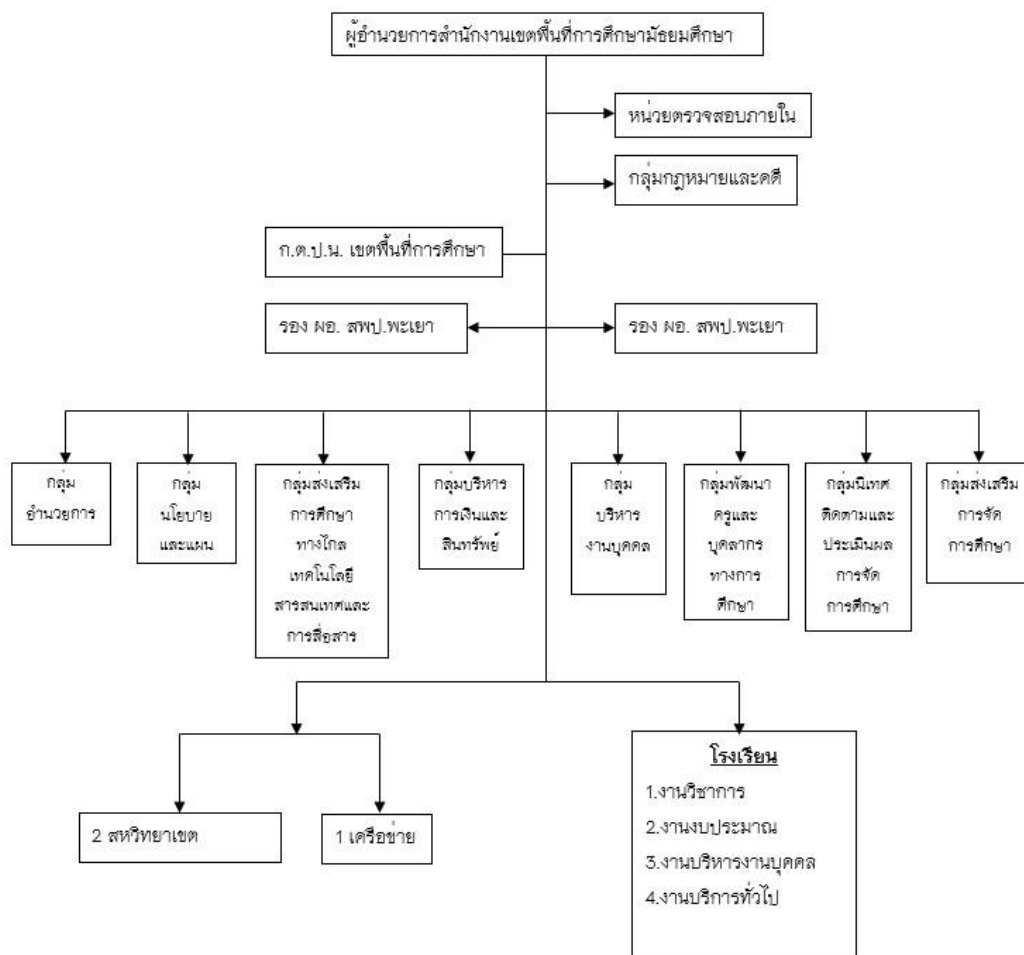 ผู้อำนวยการสำนักงานเขตพื้นที่การศึกษามัธยมศึกษา
หน่วยตรวจสอบภายใน
กลุ่มกฎหมายและคดี
ก.ต.ป.น. เขตพื้นที่การศึกษา
รอง ผอ. สพป.พะเยา
รอง ผอ. สพป.พะเยา
กลุ่ม
อำนวยการ
กลุ่ม
นโยบาย
และแผน
กลุ่มส่งเสริม
การศึกษา
ทางไกล
เทคโนโลยี
สารสนเทศและ
การสื่อสาร
กลุ่มบริหาร
การเงินและ
สินทรัพย์
กลุ่ม
บริหาร
งานบุคคล
กลุ่มพัฒนา
ครูและ
บุคลากร
ทางการ
ศึกษา
กลุ่มนิเทศ
ติดตามและ
ประเมินผล
การจัด
การศึกษา
กลุ่มส่งเสริม
การจัด
การศึกษา
2 สหวิทยาเขต
1 เครือข่าย
โรงเรียน
1.งานวิชาการ
2.งานงบประมาณ
3.งานบริหารงานบุคคล
4.งานบริการทั่วไป